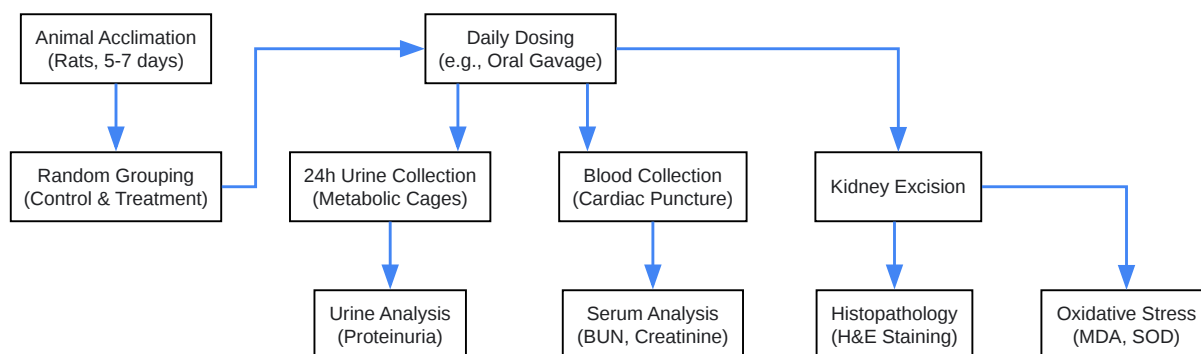 Animal Acclimation
(Rats, 5-7 days)
Daily Dosing
(e.g., Oral Gavage)
Random Grouping
(Control & Treatment)
24h Urine Collection
(Metabolic Cages)
Blood Collection
(Cardiac Puncture)
Kidney Excision
Urine Analysis
(Proteinuria)
Serum Analysis
(BUN, Creatinine)
Histopathology
(H&E Staining)
Oxidative Stress
(MDA, SOD)